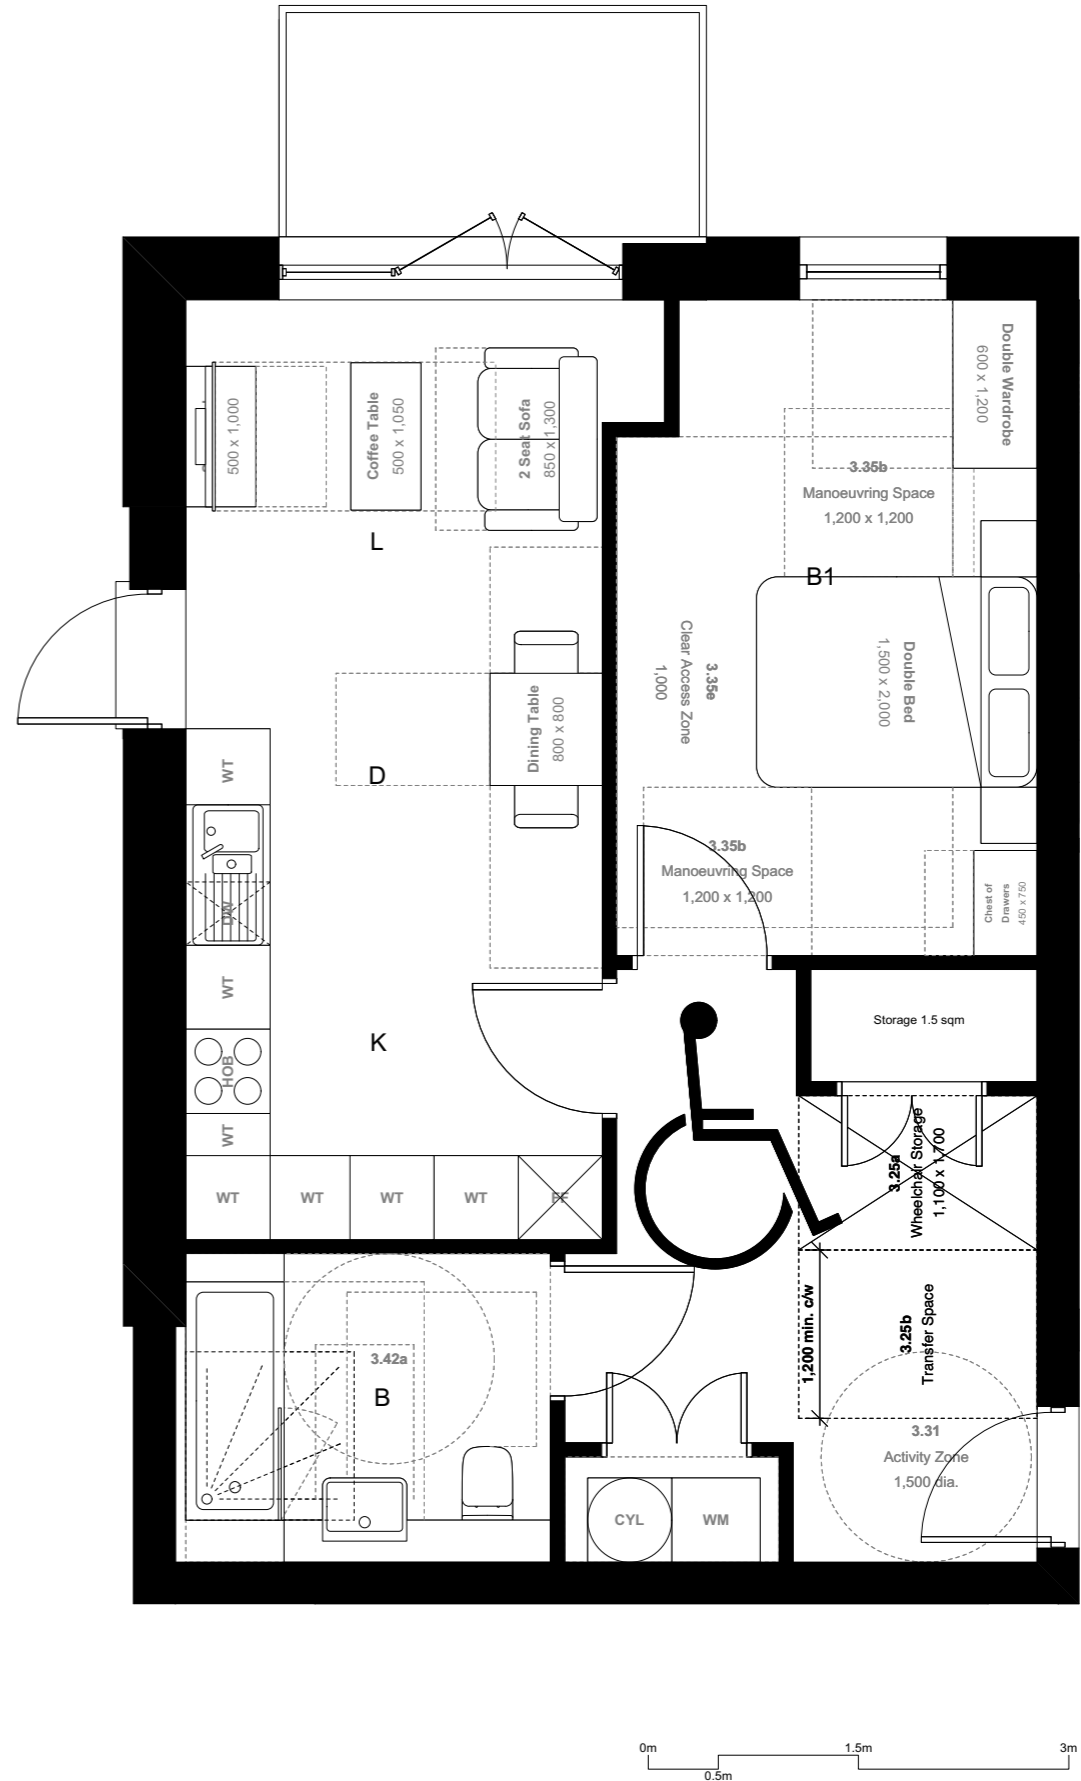 Double Wardrobe
600 x 1,200
500 x 1,000
Coffee Table
500 x 1,050
2 Seat Sofa
850 x 1,300
3.35b
Manoeuvring Space
1,200 x 1,200
L
B1
3.35e
Clear Access Zone
1,000
Double Bed
1,500 x 2,000
Dining Table
800 x 800
WT
D
3.35b
Manoeuvring Space
1,200 x 1,200
Chest of
Drawers
450 x 750
DW
WT
K
HOB
Storage 1.5 sqm
WT
3.25a
Wheelchair Storage
1,100 x 1,700
WT
WT
WT
WT
FF
1,200 min. c/w
3.25b
Transfer Space
3.42a
B
3.31
Activity Zone
1,500 dia.
CYL
WM
0m
0.5m
1.5m
3m